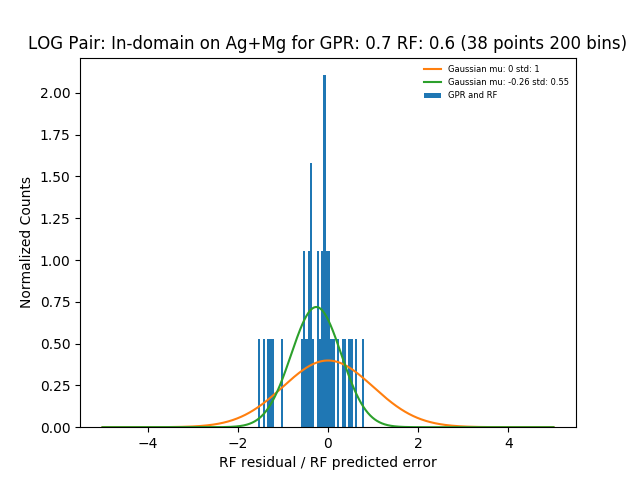 LOG Pair: In-domain on Ag+Mg for GPR: 0.7 RF: 0.6 (38 points 200 bins)
Gaussian mu: 0 std: 1
Gaussian mu: -0.26 std: 0.55
GPR and RF
Normalized Counts
2.00
1.75
1.50
1.25
1.00
0.75
0.50
0.25
0.00
−4
−2
0
2
4
RF residual / RF predicted error